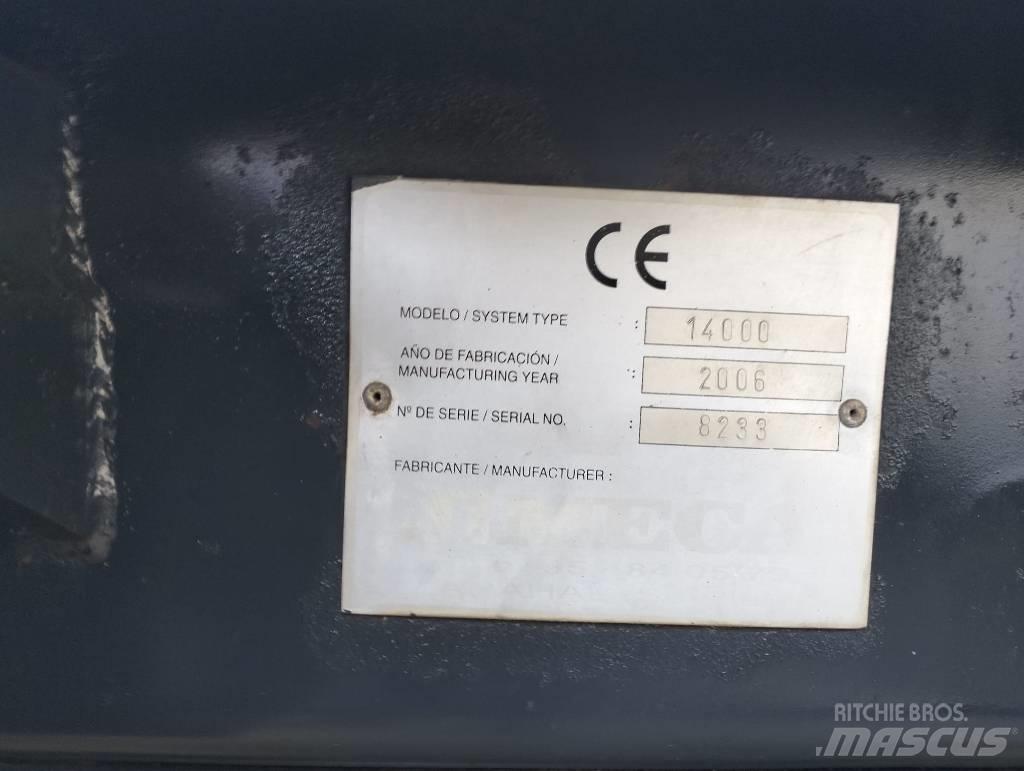 CE
MODELO / SYSTEM TYPE : 14000
AÑO DE FABRICACIÓN /
MANUFACTURING YEAR : 2006
Nº DE SERIE / SERIAL NO. : 8233
FABRICANTE / MANUFACTURER :
RITCHIE BROS.
MASCUS